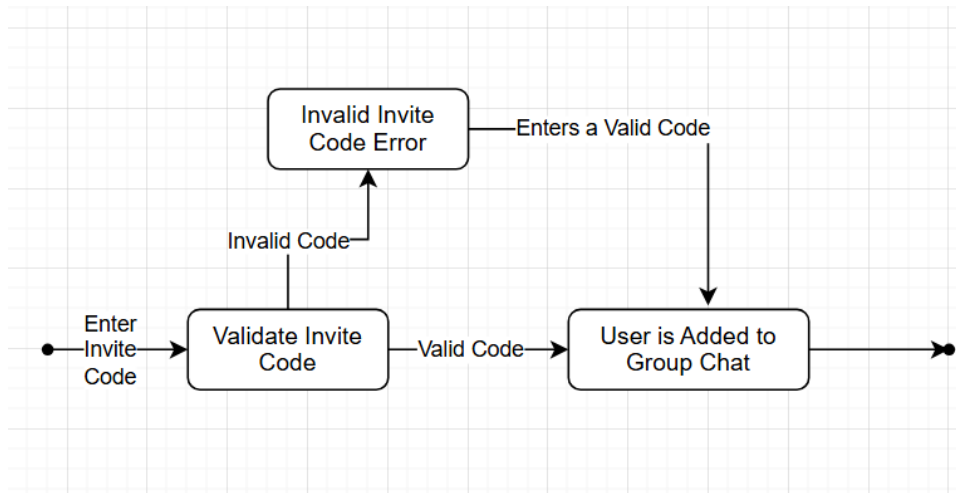 Invalid Invite
Code Error
Enters a Valid Code
Invalid Code
Enter
Invite
Code
Validate Invite
Code
Valid Code
User is Added to
Group Chat